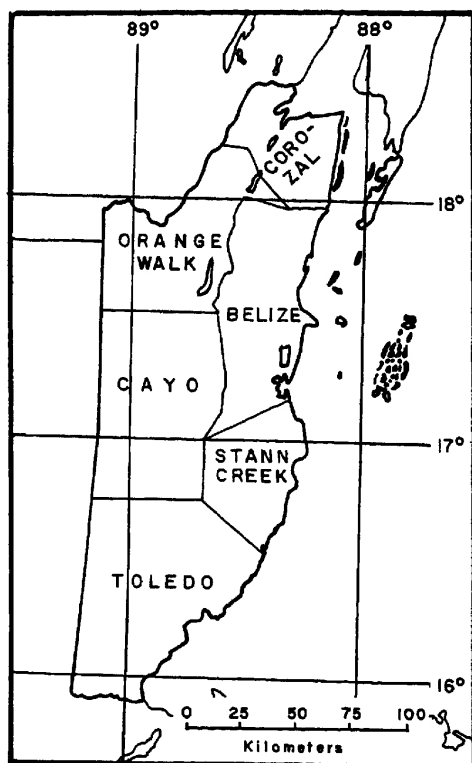 89° 88°
CORO-
ZAL
18°
ORANGE
WALK
BELIZE
CAYO
17°
STANN
CREEK
TOLEDO
16°
0 25 50 75 100
Kilometers